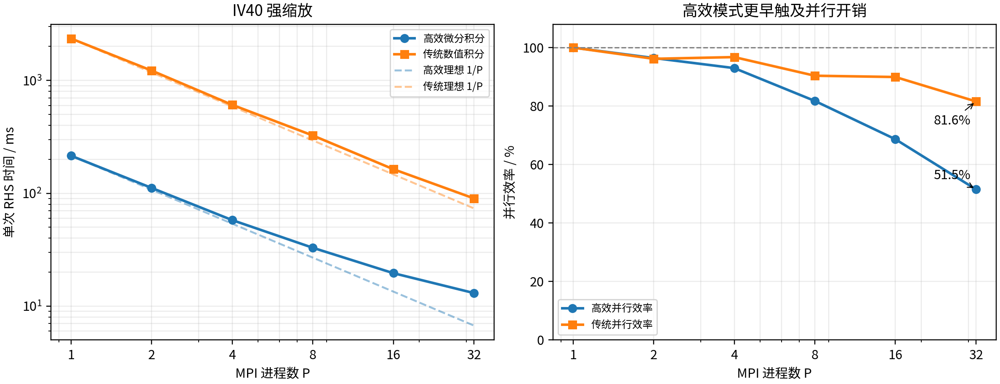 IV40 强缩放
单次 RHS 时间 / ms
10³
10²
10¹
高效微分积分
传统数值积分
高效理想 1/P
传统理想 1/P
1 2 4 8 16 32
MPI 进程数 P
高效模式更早触及并行开销
并行效率 / %
100
80
60
40
20
0
81.6%
51.5%
高效并行效率
传统并行效率
1 2 4 8 16 32
MPI 进程数 P